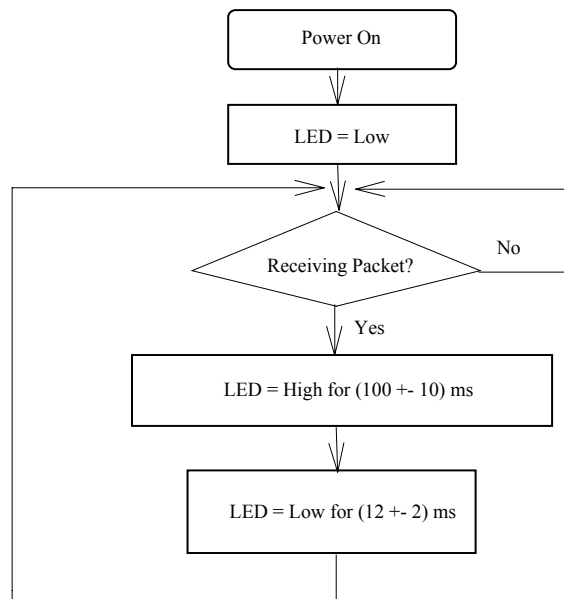 Power On
LED = Low
Receiving Packet?
No
Yes
LED = High for (100 +- 10) ms
LED = Low for (12 +- 2) ms